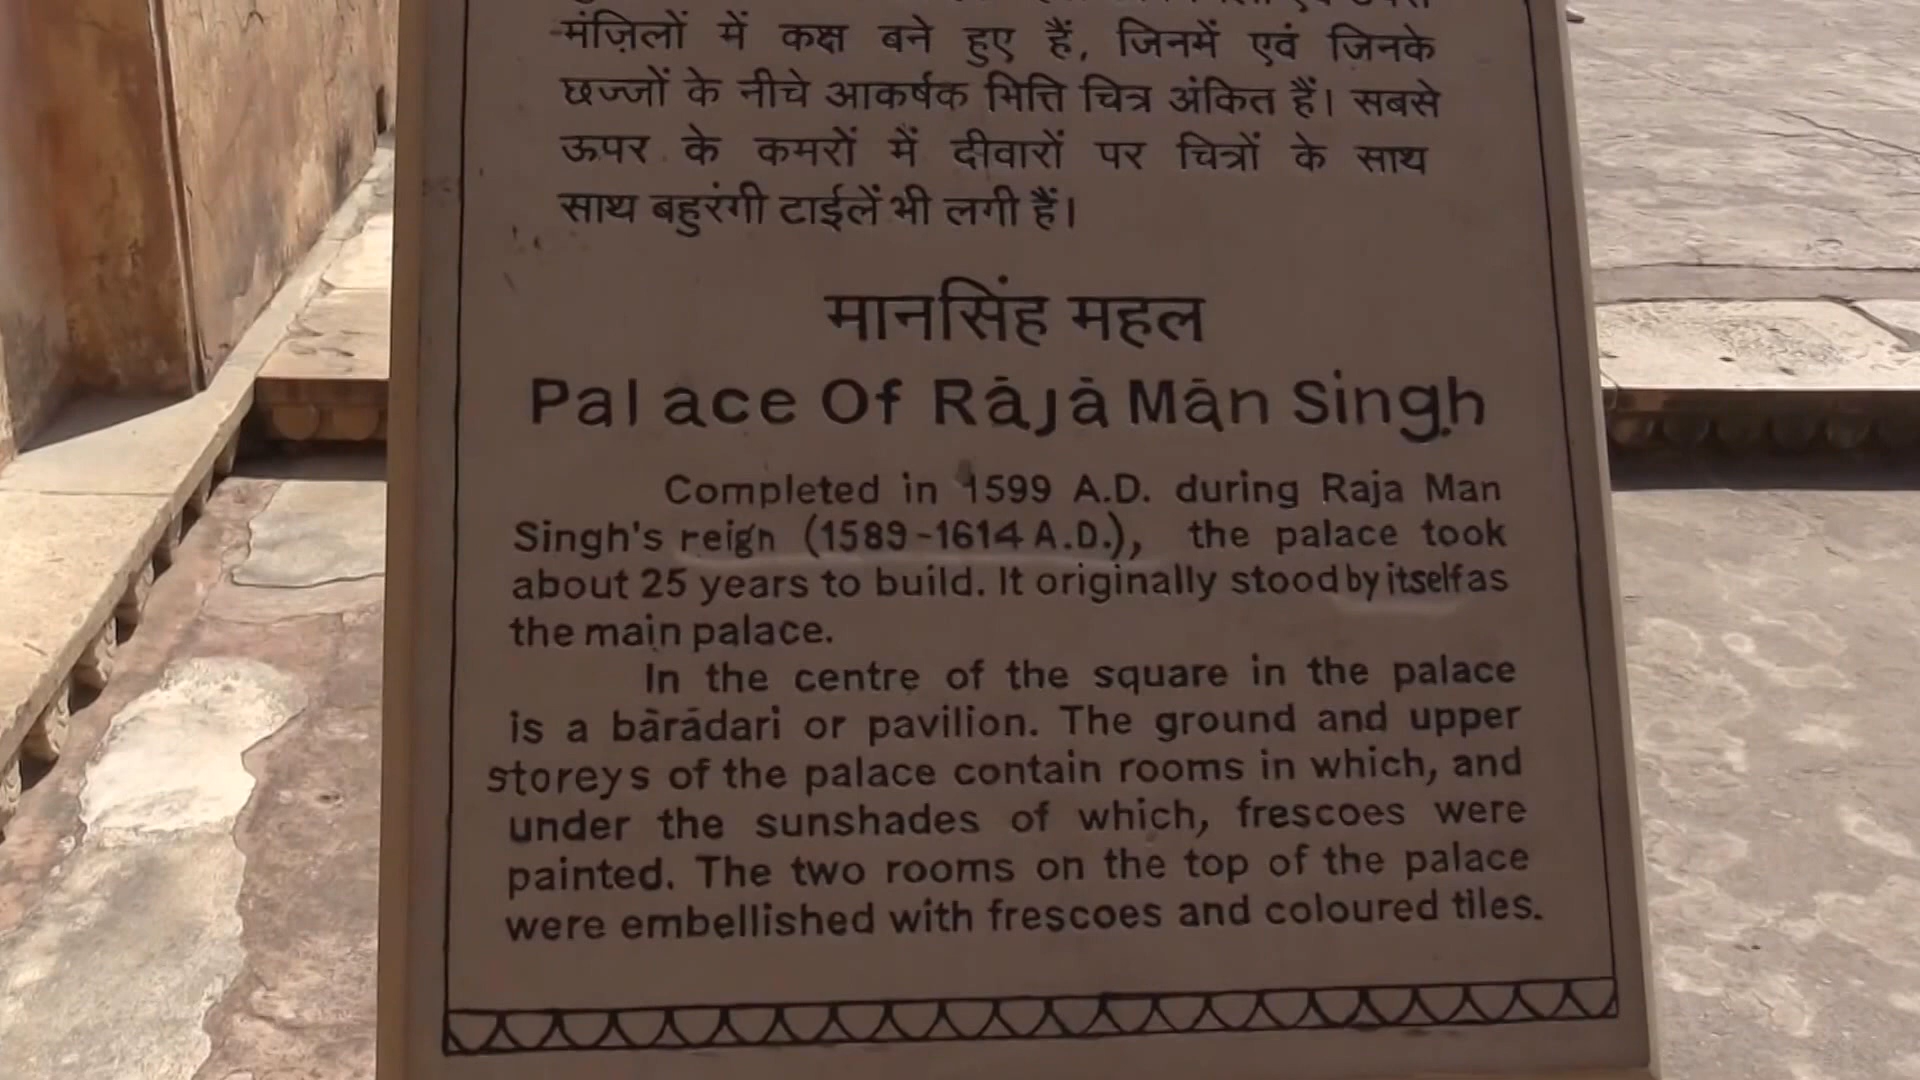 मंज़िलों में कक्ष बने हुए हैं, जिनमें एवं जिनके
छज्जों के नीचे आकर्षक भित्ति चित्र अंकित हैं। सबसे
ऊपर के कमरों में दीवारों पर चित्रों के साथ
साथ बहुरंगी टाईलें भी लगी हैं।
मानसिंह महल
Palace Of Rājā Mān Singh
Completed in 1599 A.D. during Raja Man
Singh's reign (1589-1614 A.D.), the palace took
about 25 years to build. It originally stood by itself as
the main palace.
In the centre of the square in the palace
is a bārādari or pavilion. The ground and upper
storeys of the palace contain rooms in which, and
under the sunshades of which, frescoes were
painted. The two rooms on the top of the palace
were embellished with frescoes and coloured tiles.